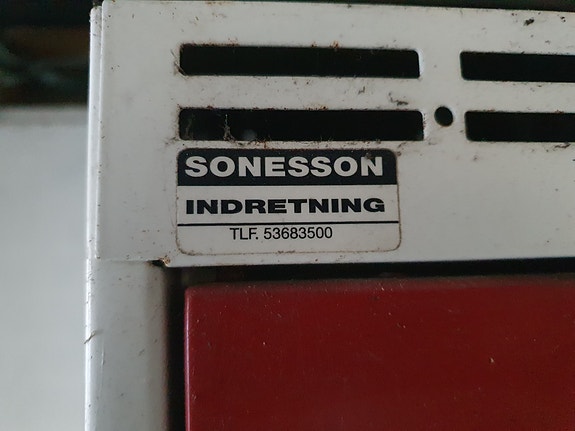 SONESSON
INDRETNING
TLF. 53683500